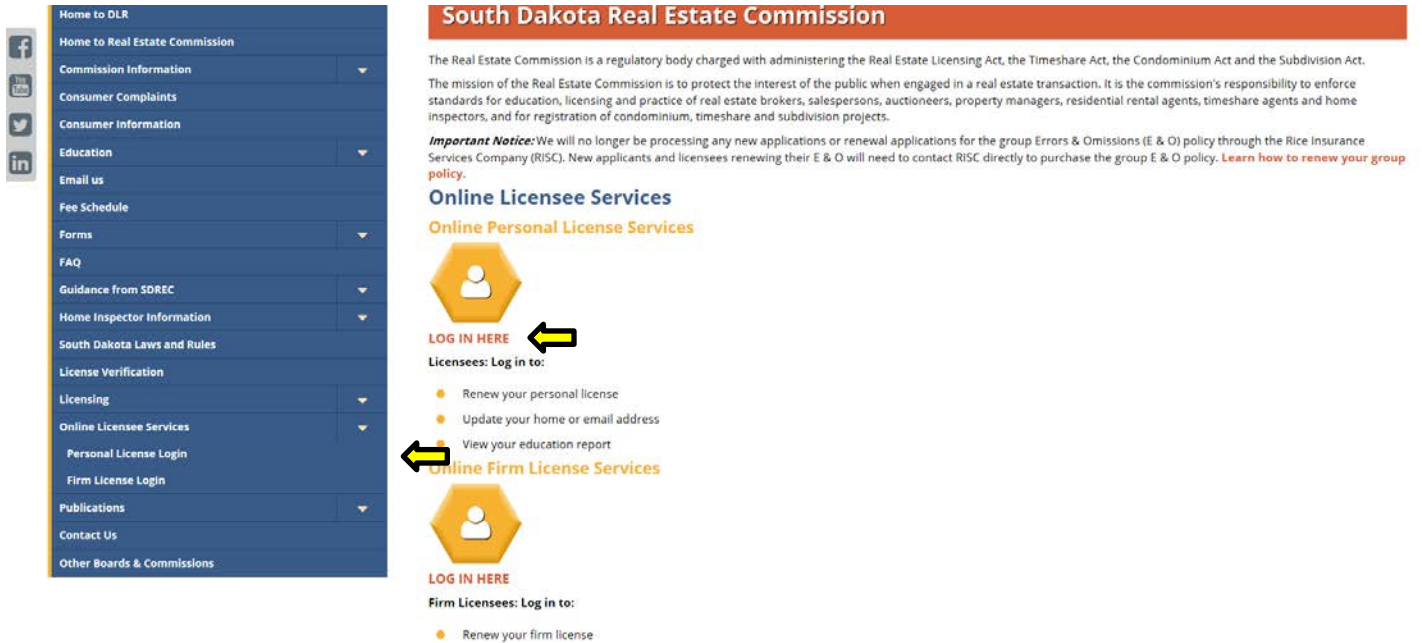 Home to DLR
Home to Real Estate Commission
Commission Information
Consumer Complaints
Consumer Information
Education
Email us
Fee Schedule
Forms
FAQ
Guidance from SDREC
Home Inspector Information
South Dakota Laws and Rules
License Verification
Licensing
Online Licensee Services
Personal License Login
Firm License Login
Publications
Contact Us
Other Boards & Commissions
South Dakota Real Estate Commission
The Real Estate Commission is a regulatory body charged with administering the Real Estate Licensing Act, the Timeshare Act, the Condominium Act and the Subdivision Act.
The mission of the Real Estate Commission is to protect the interest of the public when engaged in a real estate transaction. It is the commission's responsibility to enforce
standards for education, licensing and practice of real estate brokers, salespersons, auctioneers, property managers, residential rental agents, timeshare agents and home
inspectors, and for registration of condominium, timeshare and subdivision projects.
Important Notice: We will no longer be processing any new applications or renewal applications for the group Errors & Omissions (E & O) policy through the Rice Insurance
Services Company (RISC). New applicants and licensees renewing their E & O will need to contact RISC directly to purchase the group E & O policy. Learn how to renew your group
policy.
Online Licensee Services
Online Personal License Services
LOG IN HERE
Licensees: Log in to:
Renew your personal license
Update your home or email address
View your education report
Online Firm License Services
LOG IN HERE
Firm Licensees: Log in to:
Renew your firm license